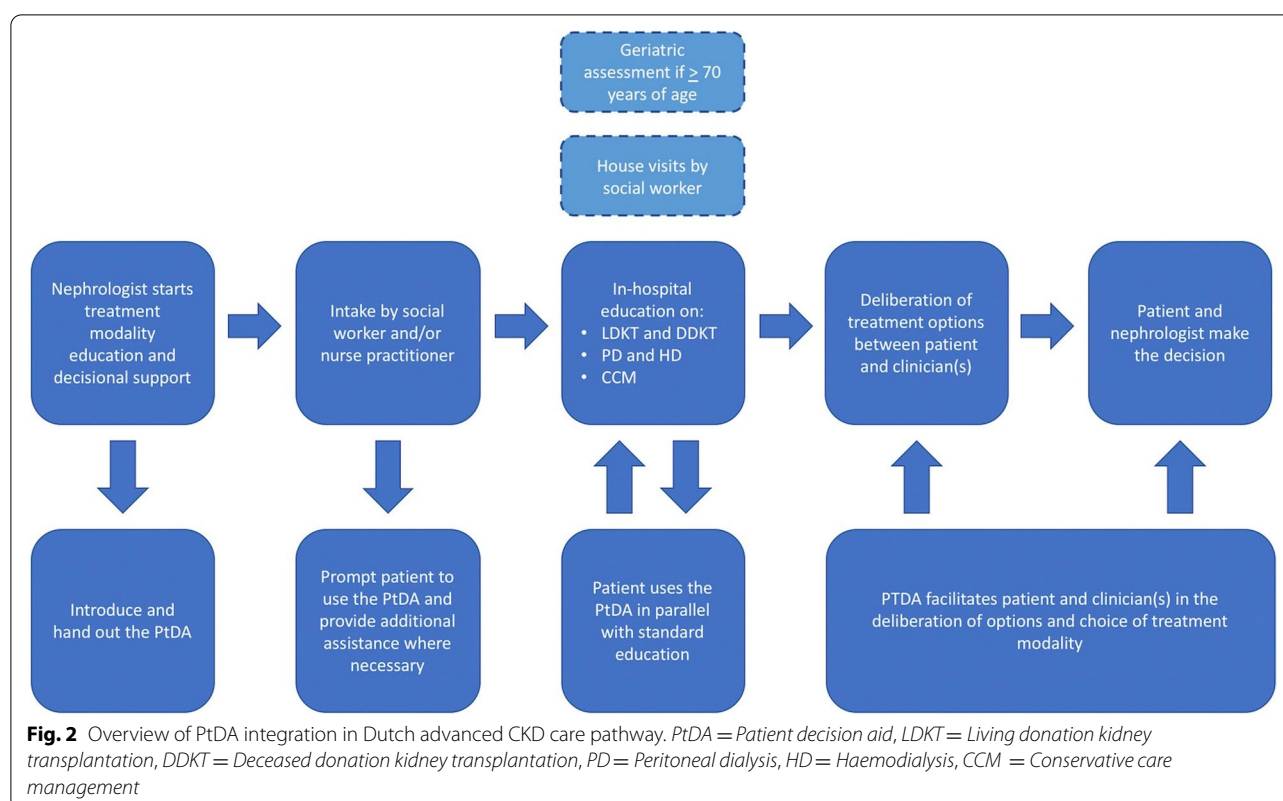 Geriatric
assessment if > 70
years of age
House visits by
social worker
Nephrologist starts
treatment
modality
education and
decisional support
Intake by social
worker and/or
nurse practitioner
In-hospital
education on:
• LDKT and DDKT
• PD and HD
• CCM
Deliberation of
treatment options
between patient
and clinician(s)
Patient and
nephrologist make
the decision
Introduce and
hand out the PtDA
Prompt patient to
use the PtDA and
provide additional
assistance where
necessary
Patient uses the
PtDA in parallel
with standard
education
PTDA facilitates patient and clinician(s) in the
deliberation of options and choice of treatment
modality
Fig. 2 Overview of PtDA integration in Dutch advanced CKD care pathway. PtDA = Patient decision aid, LDKT = Living donation kidney
transplantation, DDKT = Deceased donation kidney transplantation, PD = Peritoneal dialysis, HD = Haemodialysis, CCM = Conservative care
management